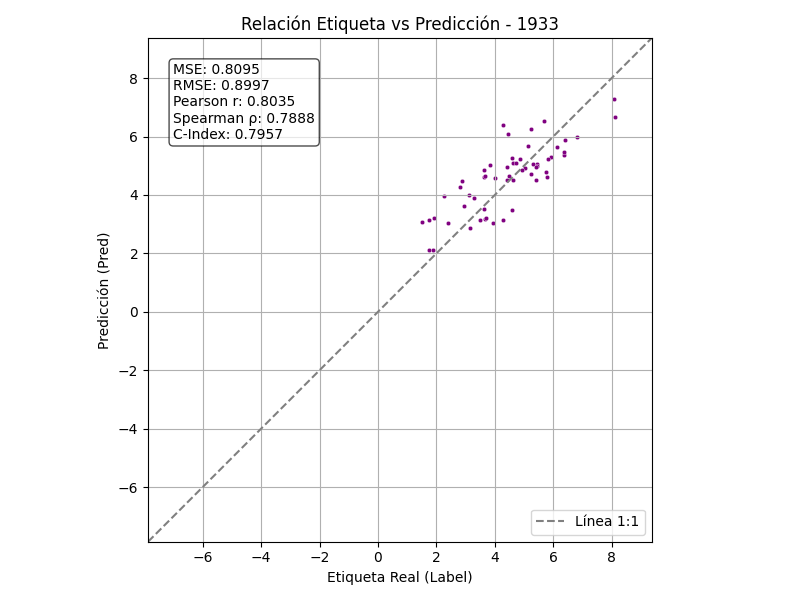 Relación Etiqueta vs Predicción - 1933
MSE: 0.8095
RMSE: 0.8997
Pearson r: 0.8035
Spearman ρ: 0.7888
C-Index: 0.7957
Predicción (Pred)
8
6
4
2
0
−2
−4
−6
Línea 1:1
−6 −4 −2 0 2 4 6 8
Etiqueta Real (Label)